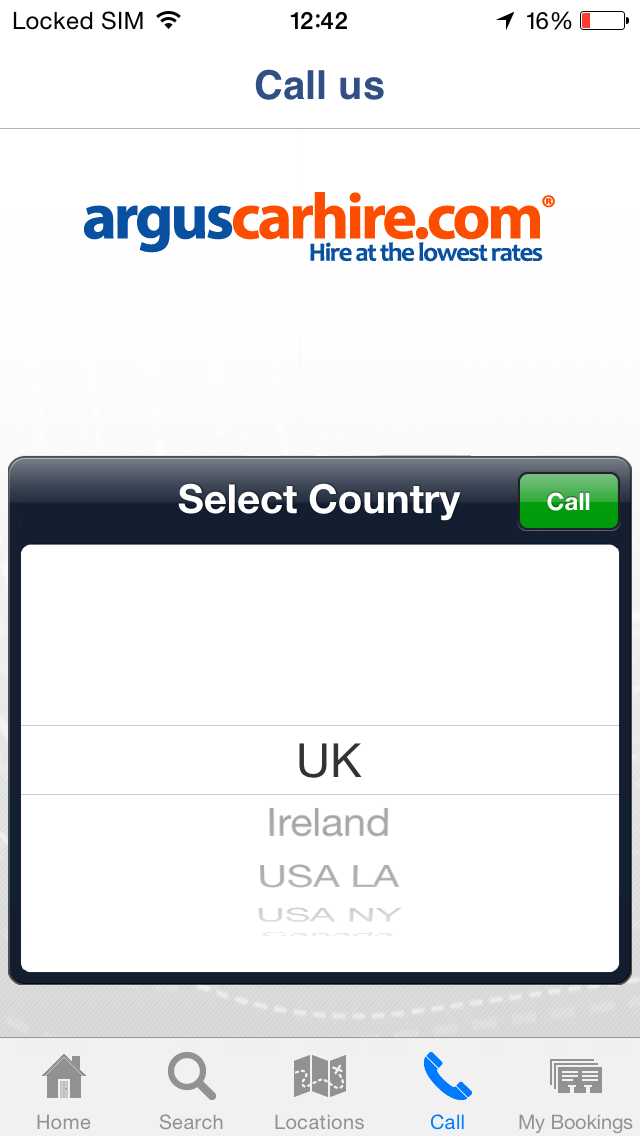 Locked SIM 12:42 16%
Call us
arguscarhire.com®
Hire at the lowest rates
Select Country Call
UK
Ireland
USA LA
USA NY
Canada
Home Search Locations Call My Bookings